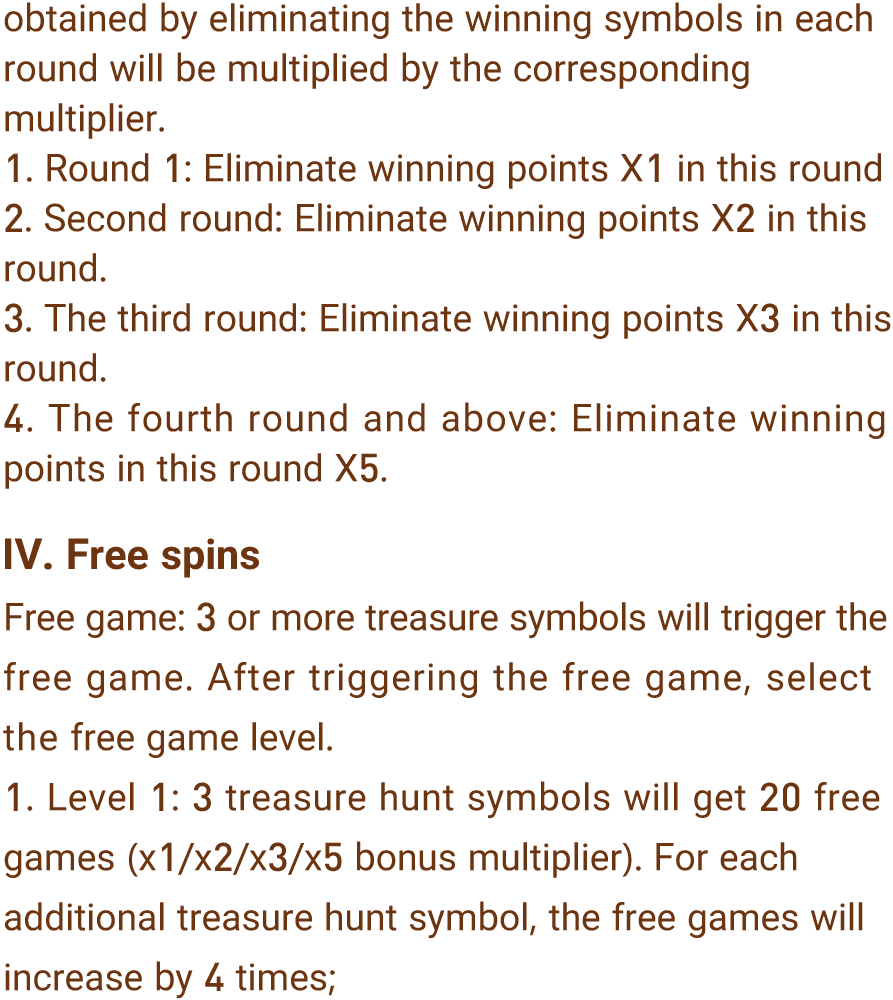 obtained by eliminating the winning symbols in each
round will be multiplied by the corresponding
multiplier.
1. Round 1: Eliminate winning points X1 in this round
2. Second round: Eliminate winning points X2 in this
round.
3. The third round: Eliminate winning points X3 in this
round.
4. The fourth round and above: Eliminate winning
points in this round X5.
IV. Free spins
Free game: 3 or more treasure symbols will trigger the
free game. After triggering the free game, select
the free game level.
1. Level 1: 3 treasure hunt symbols will get 20 free
games (x1/x2/x3/x5 bonus multiplier). For each
additional treasure hunt symbol, the free games will
increase by 4 times;